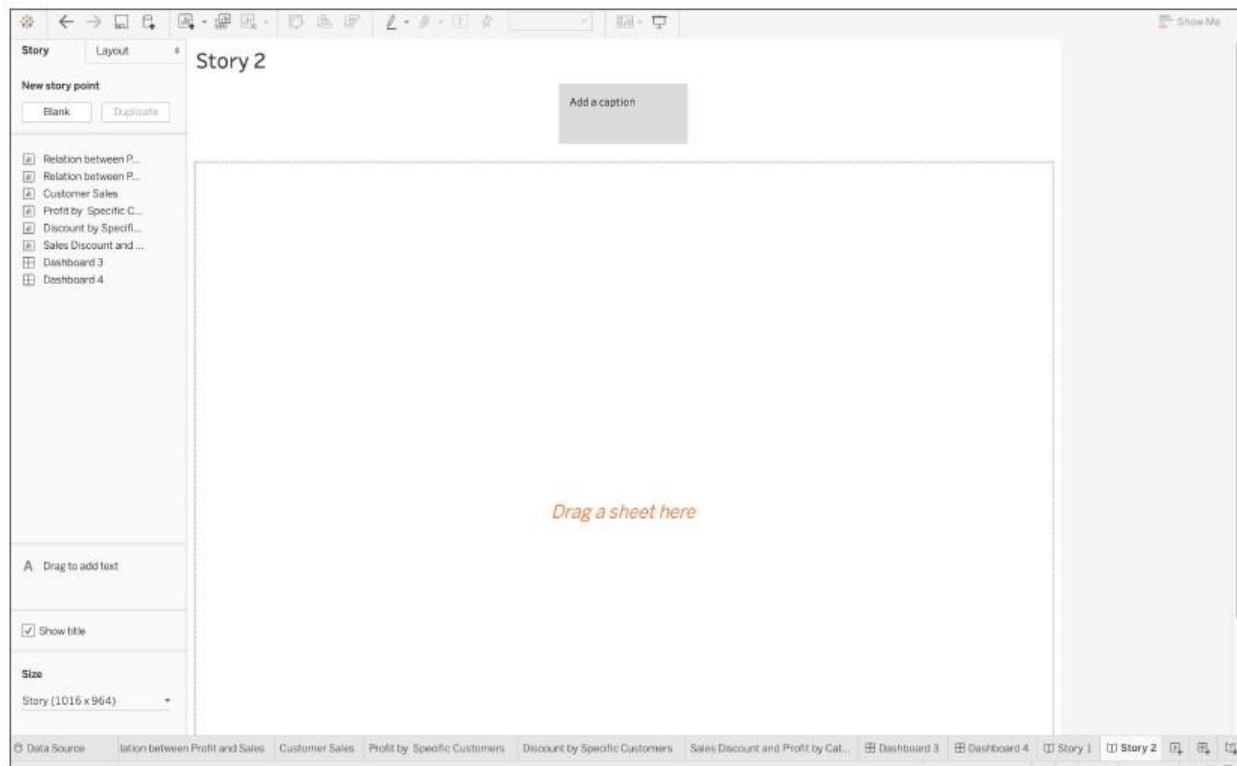 Show Me
Story
Layout
New story point
Blank
Duplicate
Relation between P...
Relation between P...
Customer Sales
Profit by Specific C...
Discount by Specifi...
Sales Discount and ...
Dashboard 3
Dashboard 4
A Drag to add text
Show title
Size
Story (1016 x 964)
Story 2
Add a caption
Drag a sheet here
Data Source
lation between Profit and Sales
Customer Sales
Profit by Specific Customers
Discount by Specific Customers
Sales Discount and Profit by Cat...
Dashboard 3
Dashboard 4
Story 1
Story 2